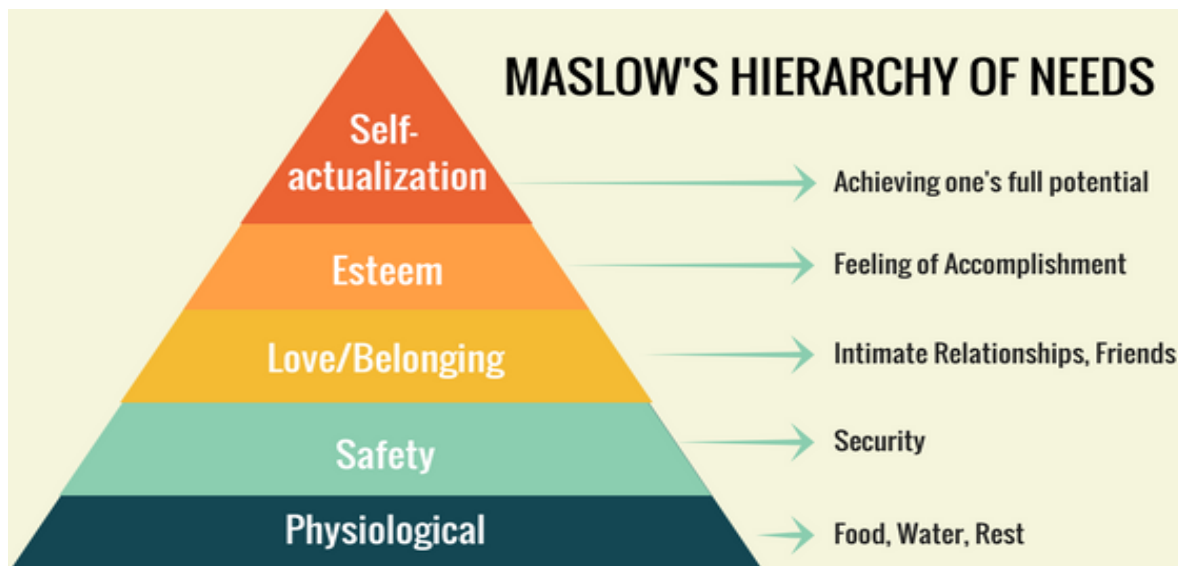 MASLOW'S HIERARCHY OF NEEDS
Self-
actualization
Achieving one's full potential
Esteem
Feeling of Accomplishment
Love/Belonging
Intimate Relationships, Friends
Safety
Security
Physiological
Food, Water, Rest